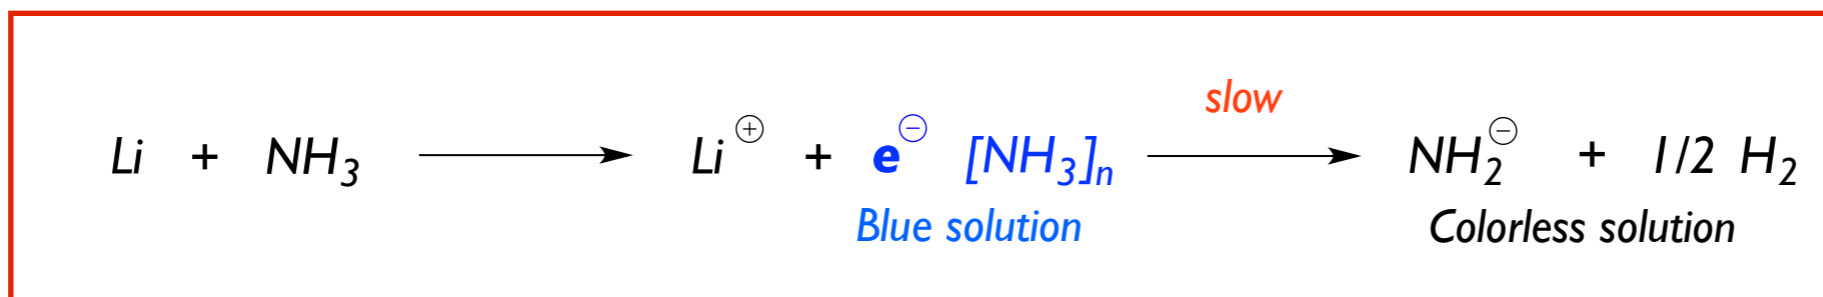 slow
Li + NH₃ ⟶ Li⊕ + e⊖ [NH₃]ₙ ⟶ NH₂⊖ + 1/2 H₂
Blue solution Colorless solution